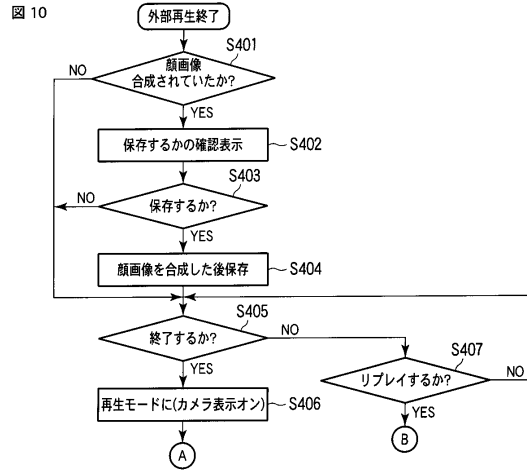 図 10
外部再生終了
S401
顔画像
合成されていたか?
NO
YES
保存するかの確認表示
S402
S403
保存するか?
NO
YES
顔画像を合成した後保存
S404
S405
終了するか?
NO
YES
S407
リプレイするか?
NO
YES
再生モードに(カメラ表示オン)
S406
A
B